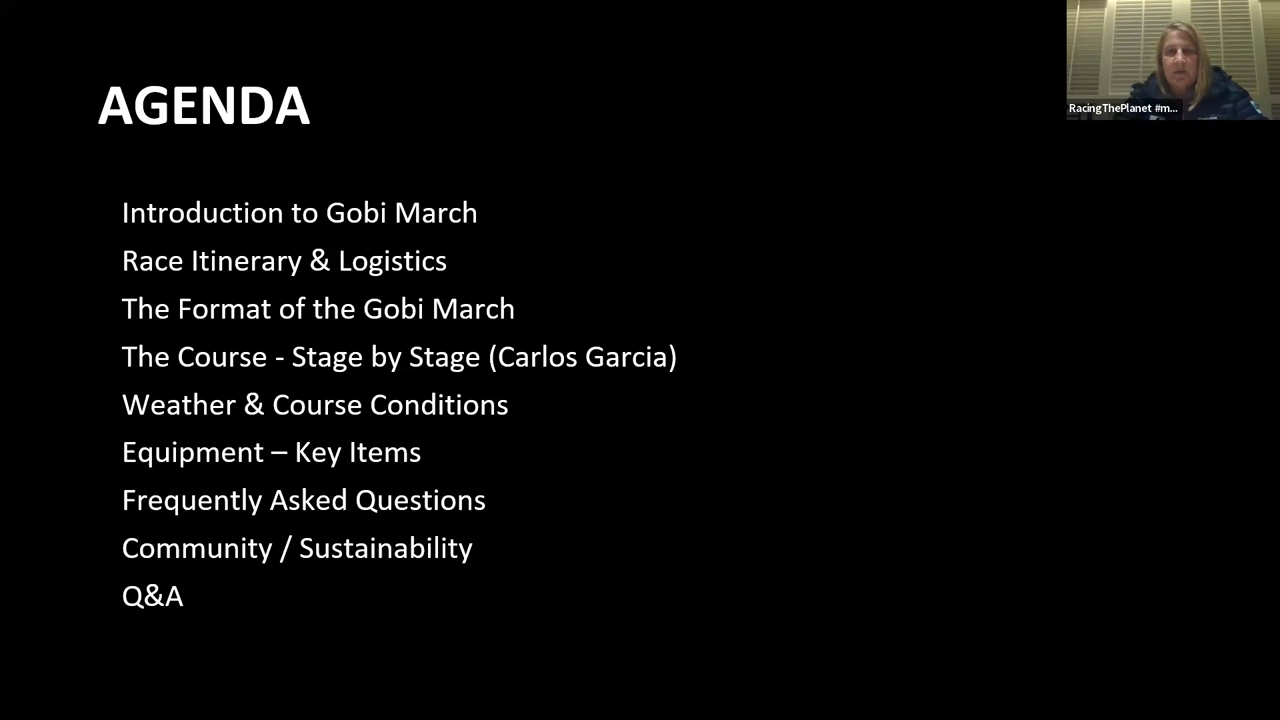 AGENDA
RacingThePlanet #m...
Introduction to Gobi March
Race Itinerary & Logistics
The Format of the Gobi March
The Course - Stage by Stage (Carlos Garcia)
Weather & Course Conditions
Equipment – Key Items
Frequently Asked Questions
Community / Sustainability
Q&A